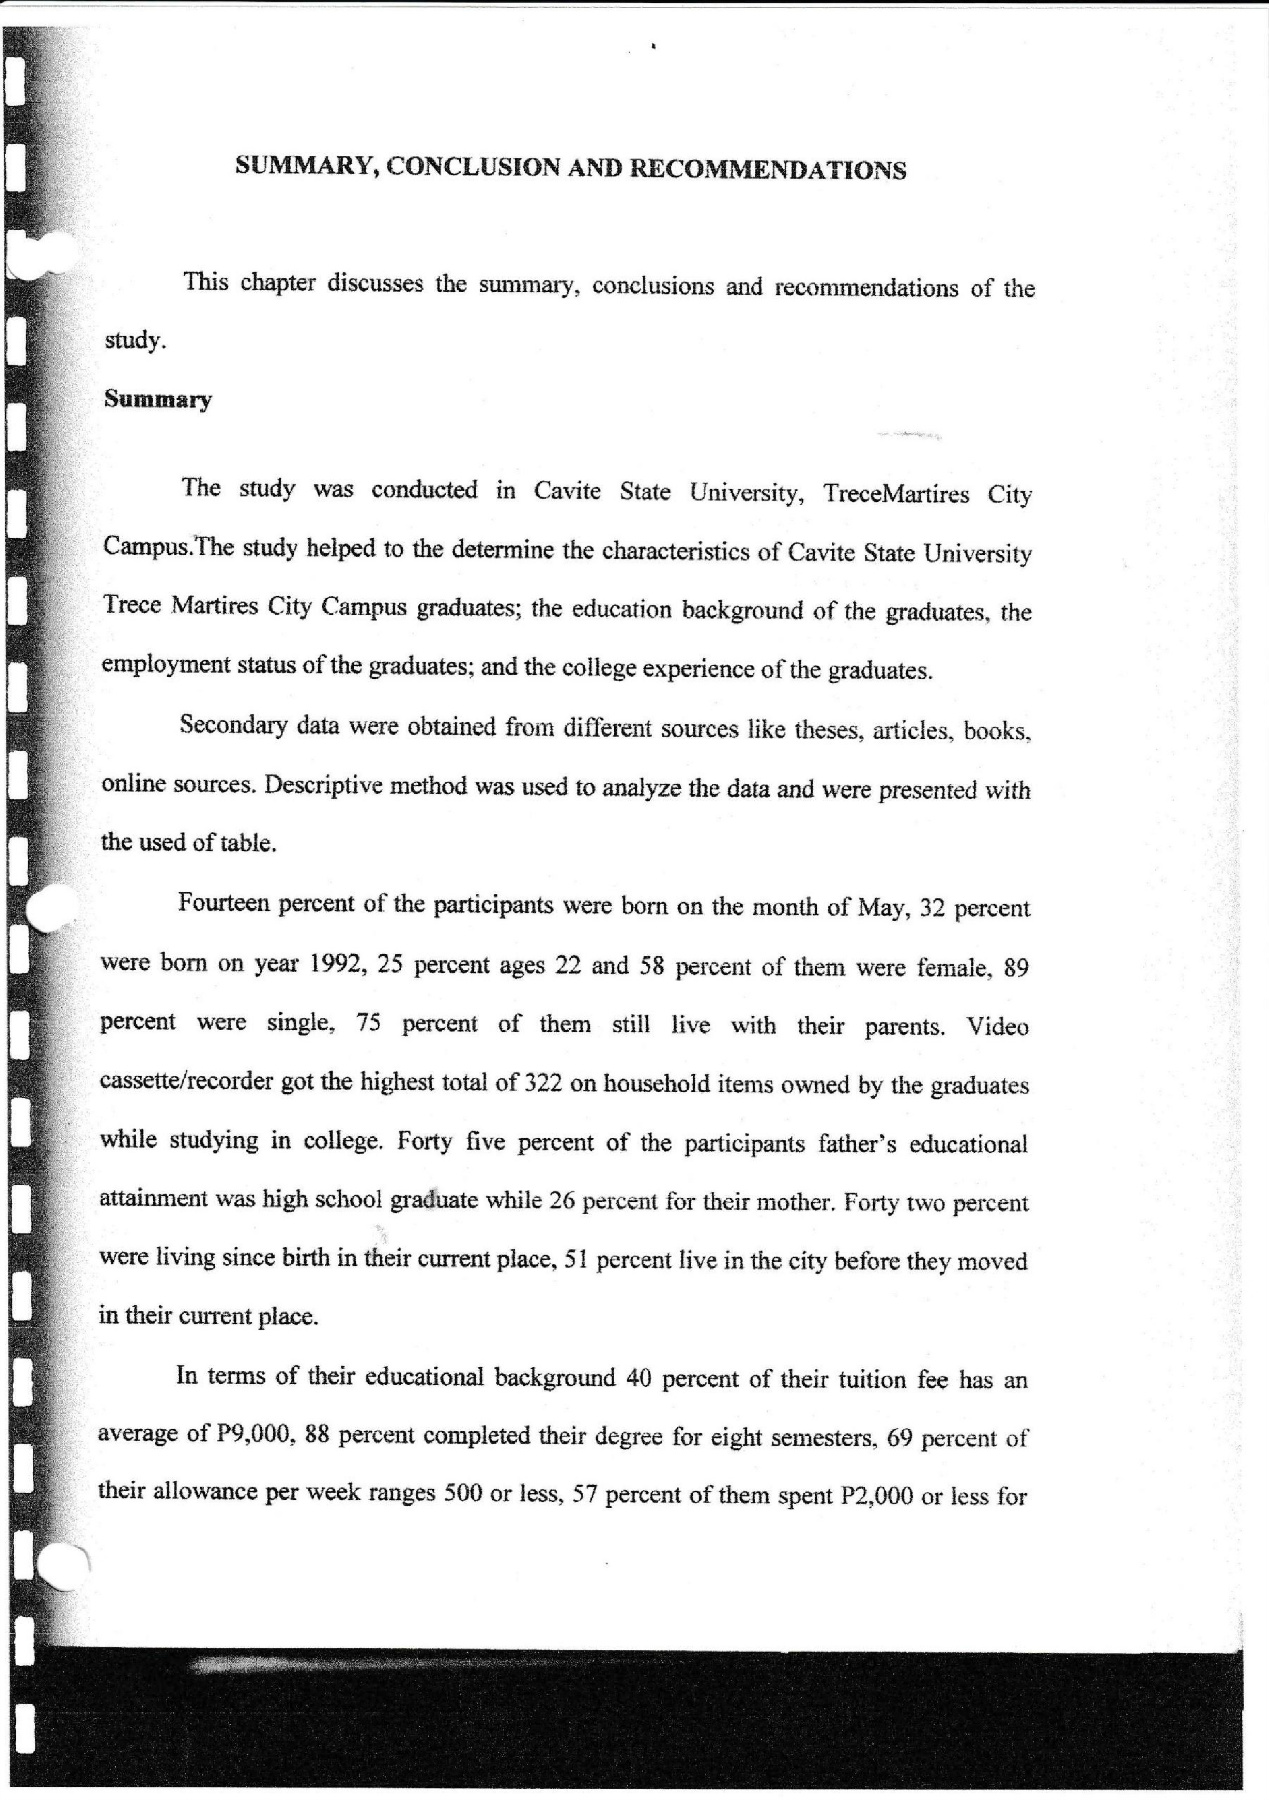 SUMMARY, CONCLUSION AND RECOMMENDATIONS
This chapter discusses the summary, conclusions and recommendations of the
study.
Summary
The study was conducted in Cavite State University, TreceMartires City
Campus.The study helped to the determine the characteristics of Cavite State University
Trece Martires City Campus graduates; the education background of the graduates, the
employment status of the graduates; and the college experience of the graduates.
Secondary data were obtained from different sources like theses, articles, books,
online sources. Descriptive method was used to analyze the data and were presented with
the used of table.
Fourteen percent of the participants were born on the month of May, 32 percent
were born on year 1992, 25 percent ages 22 and 58 percent of them were female, 89
percent were single, 75 percent of them still live with their parents. Video
cassette/recorder got the highest total of 322 on household items owned by the graduates
while studying in college. Forty five percent of the participants father's educational
attainment was high school graduate while 26 percent for their mother. Forty two percent
were living since birth in their current place, 51 percent live in the city before they moved
in their current place.
In terms of their educational background 40 percent of their tuition fee has an
average of P9,000, 88 percent completed their degree for eight semesters, 69 percent of
their allowance per week ranges 500 or less, 57 percent of them spent P2,000 or less for